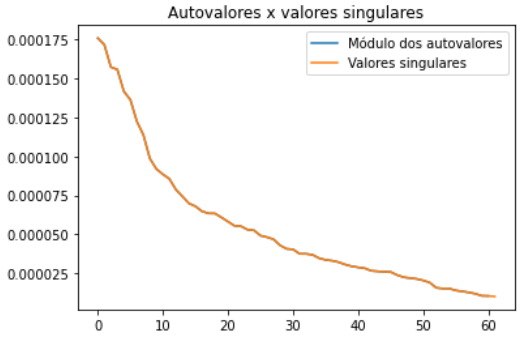 Autovalores x valores singulares
Módulo dos autovalores
Valores singulares
0.000175
0.000150
0.000125
0.000100
0.000075
0.000050
0.000025
0 10 20 30 40 50 60